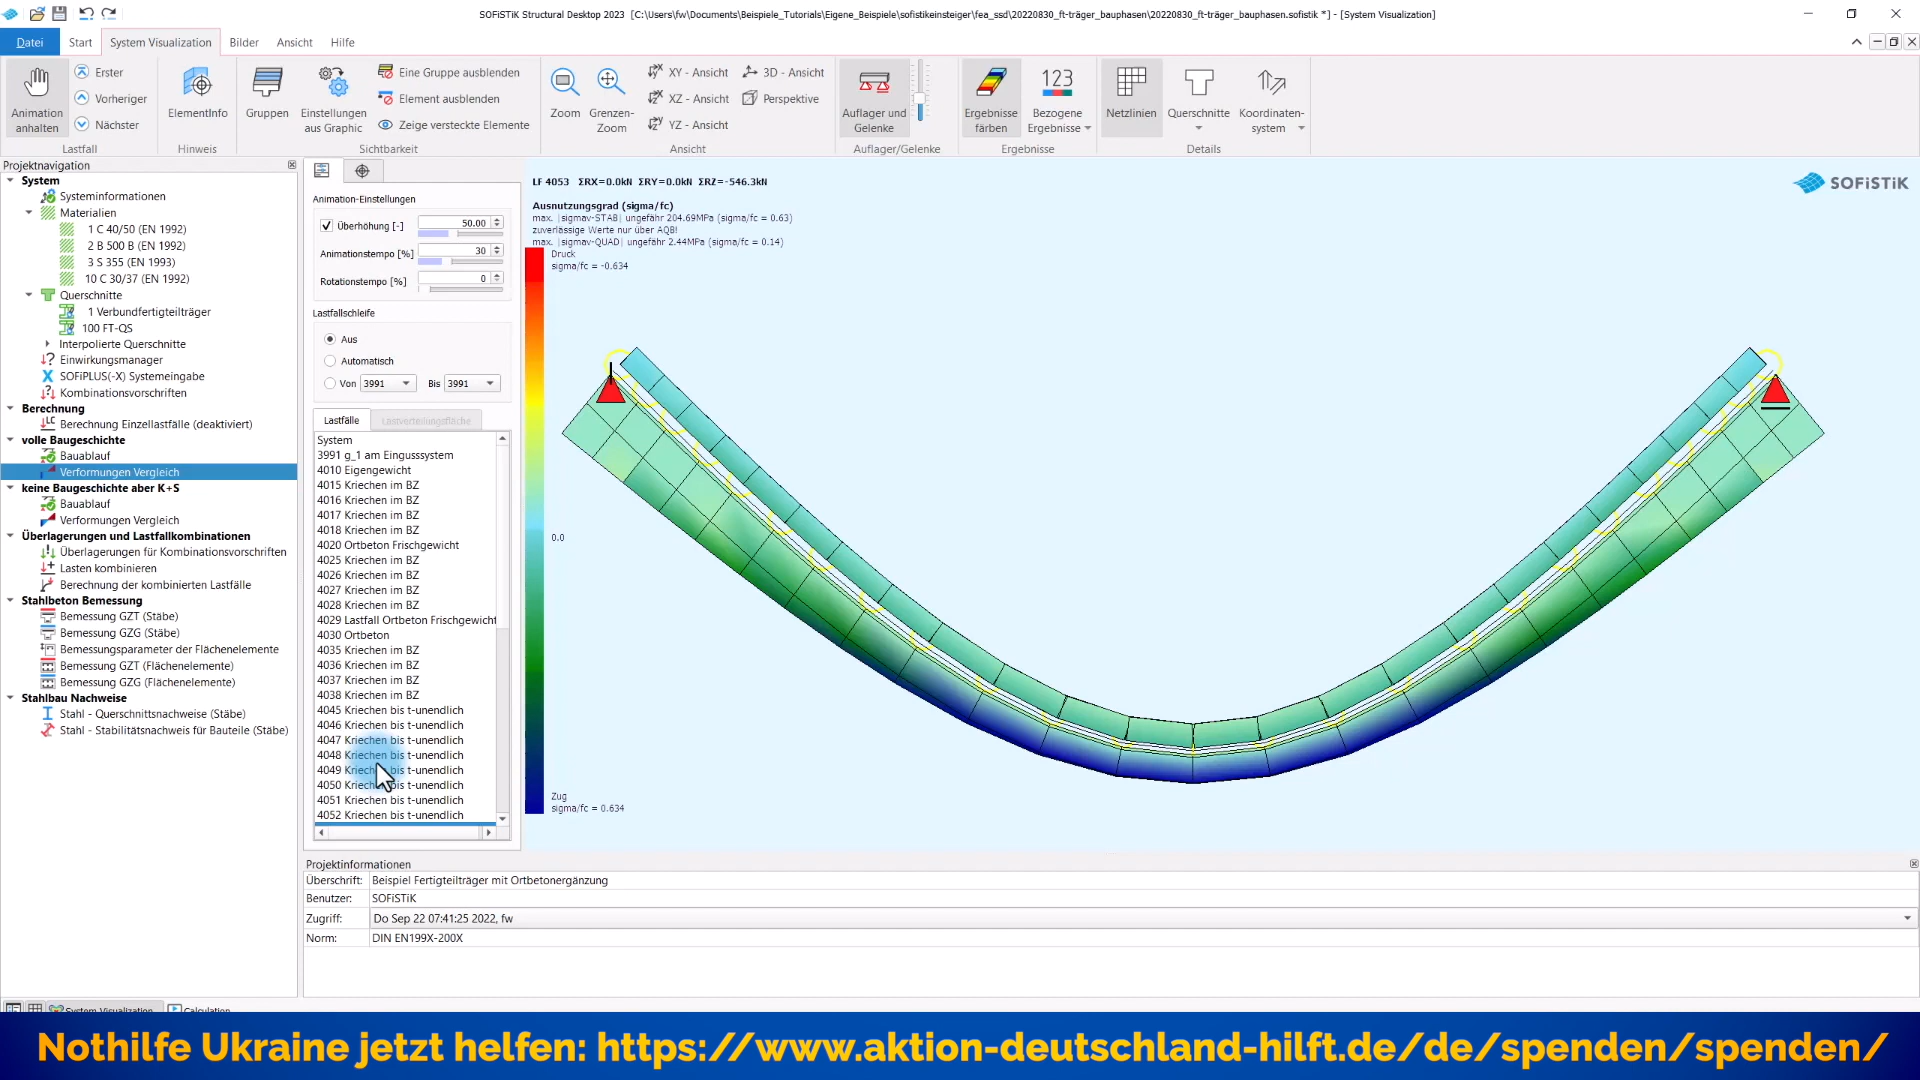 SOFiSTiK Structural Desktop 2023   [C:\Users\fw\Documents\Beispiele_Tutorials\Eigene_Beispiele\sofistikeinsteiger\fea_ssd\20220830_ft-träger_bauphasen\20220830_ft-träger_bauphasen.sofistik *] - [System Visualization]
Datei Start System Visualization Bilder Ansicht Hilfe
Animation anhalten
Erster
Vorheriger
Nächster
Lastfall
ElementInfo
Hinweis
Gruppen
Einstellungen aus Graphic
Eine Gruppe ausblenden
Element ausblenden
Zeige versteckte Elemente
Sichtbarkeit
Zoom
Grenzen-Zoom
XY - Ansicht
XZ - Ansicht
YZ - Ansicht
3D - Ansicht
Perspektive
Ansicht
Auflager und Gelenke
Auflager/Gelenke
Ergebnisse färben
123
Bezogene Ergebnisse
Ergebnisse
Netzlinien
Querschnitte
Koordinaten-system
Details
Projektnavigation
System
Systeminformationen
Materialien
1 C 40/50 (EN 1992)
2 B 500 B (EN 1992)
3 S 355 (EN 1993)
10 C 30/37 (EN 1992)
Querschnitte
1 Verbundfertigteilträger
100 FT-QS
Interpolierte Querschnitte
Einwirkungsmanager
SOFiPLUS(-X) Systemeingabe
Kombinationsvorschriften
Berechnung
Berechnung Einzellastfälle (deaktiviert)
volle Baugeschichte
Bauablauf
Verformungen Vergleich
keine Baugeschichte aber K+S
Bauablauf
Verformungen Vergleich
Überlagerungen und Lastfallkombinationen
Überlagerungen für Kombinationsvorschriften
Lasten kombinieren
Berechnung der kombinierten Lastfälle
Stahlbeton Bemessung
Bemessung GZT (Stäbe)
Bemessung GZG (Stäbe)
Bemessungsparameter der Flächenelemente
Bemessung GZT (Flächenelemente)
Bemessung GZG (Flächenelemente)
Stahlbau Nachweise
Stahl - Querschnittsnachweise (Stäbe)
Stahl - Stabilitätsnachweis für Bauteile (Stäbe)
Animation-Einstellungen
Überhöhung [-] 50.00
Animationstempo [%] 30
Rotationstempo [%] 0
Lastfallschleife
Aus
Automatisch
Von 3991 Bis 3991
Lastfälle Lastverteilungsfläche
System
3991 g_1 am Eingusssystem
4010 Eigengewicht
4015 Kriechen im BZ
4016 Kriechen im BZ
4017 Kriechen im BZ
4018 Kriechen im BZ
4020 Ortbeton Frischgewicht
4025 Kriechen im BZ
4026 Kriechen im BZ
4027 Kriechen im BZ
4028 Kriechen im BZ
4029 Lastfall Ortbeton Frischgewicht
4030 Ortbeton
4035 Kriechen im BZ
4036 Kriechen im BZ
4037 Kriechen im BZ
4038 Kriechen im BZ
4045 Kriechen bis t-unendlich
4046 Kriechen bis t-unendlich
4047 Kriechen bis t-unendlich
4048 Kriechen bis t-unendlich
4049 Kriechen bis t-unendlich
4050 Kriechen bis t-unendlich
4051 Kriechen bis t-unendlich
4052 Kriechen bis t-unendlich
LF 4053 ΣRX=0.0kN ΣRY=0.0kN ΣRZ=-546.3kN
Ausnutzungsgrad (sigma/fc)
max. |sigmav-STAB| ungefähr 204.69MPa (sigma/fc = 0.63)
zuverlässige Werte nur über AQB!
max. |sigmav-QUAD| ungefähr 2.44MPa (sigma/fc = 0.14)
Druck
sigma/fc = -0.634
0.0
Zug
sigma/fc = 0.634
SOFiSTiK
Projektinformationen
Überschrift: Beispiel Fertigteilträger mit Ortbetonergänzung
Benutzer: SOFiSTiK
Zugriff: Do Sep 22 07:41:25 2022, fw
Norm: DIN EN199X-200X
System Visualization Calculation
Nothilfe Ukraine jetzt helfen: https://www.aktion-deutschland-hilft.de/de/spenden/spenden/